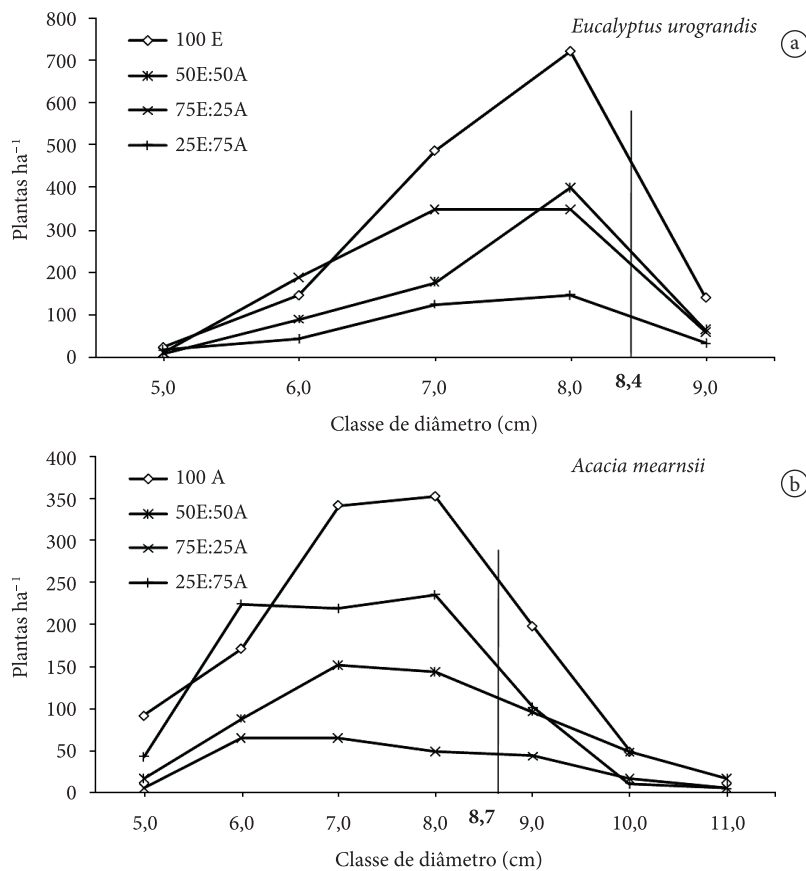 Eucalyptus urograndis
a
800
700
600
500
400
300
200
100
0
Plantas ha⁻¹
100 E
50E:50A
75E:25A
25E:75A
5,0 6,0 7,0 8,0 8,4 9,0
Classe de diâmetro (cm)
Acacia mearnsii
b
400
350
300
250
200
150
100
50
0
Plantas ha⁻¹
100 A
50E:50A
75E:25A
25E:75A
5,0 6,0 7,0 8,0 8,7 9,0 10,0 11,0
Classe de diâmetro (cm)